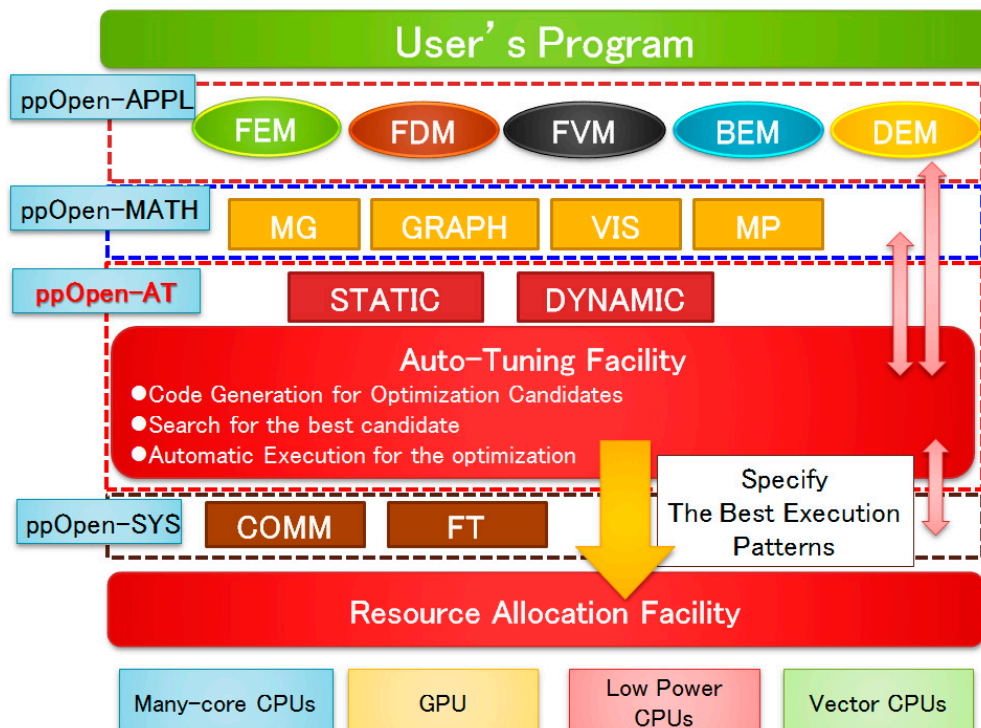 User's Program
ppOpen-APPL
FEM FDM FVM BEM DEM
ppOpen-MATH
MG GRAPH VIS MP
ppOpen-AT
STATIC DYNAMIC
Auto-Tuning Facility
●Code Generation for Optimization Candidates
●Search for the best candidate
●Automatic Execution for the optimization
Specify
The Best Execution
Patterns
ppOpen-SYS
COMM FT
Resource Allocation Facility
Many-core CPUs
GPU
Low Power
CPUs
Vector CPUs